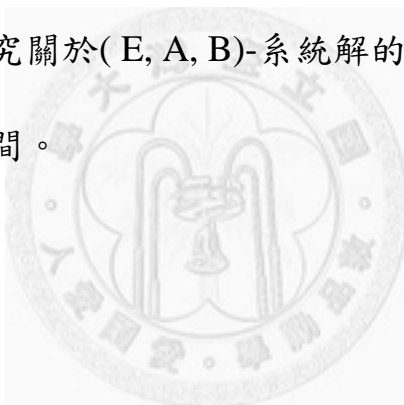 究關於( E, A, B)-系統解的
間。